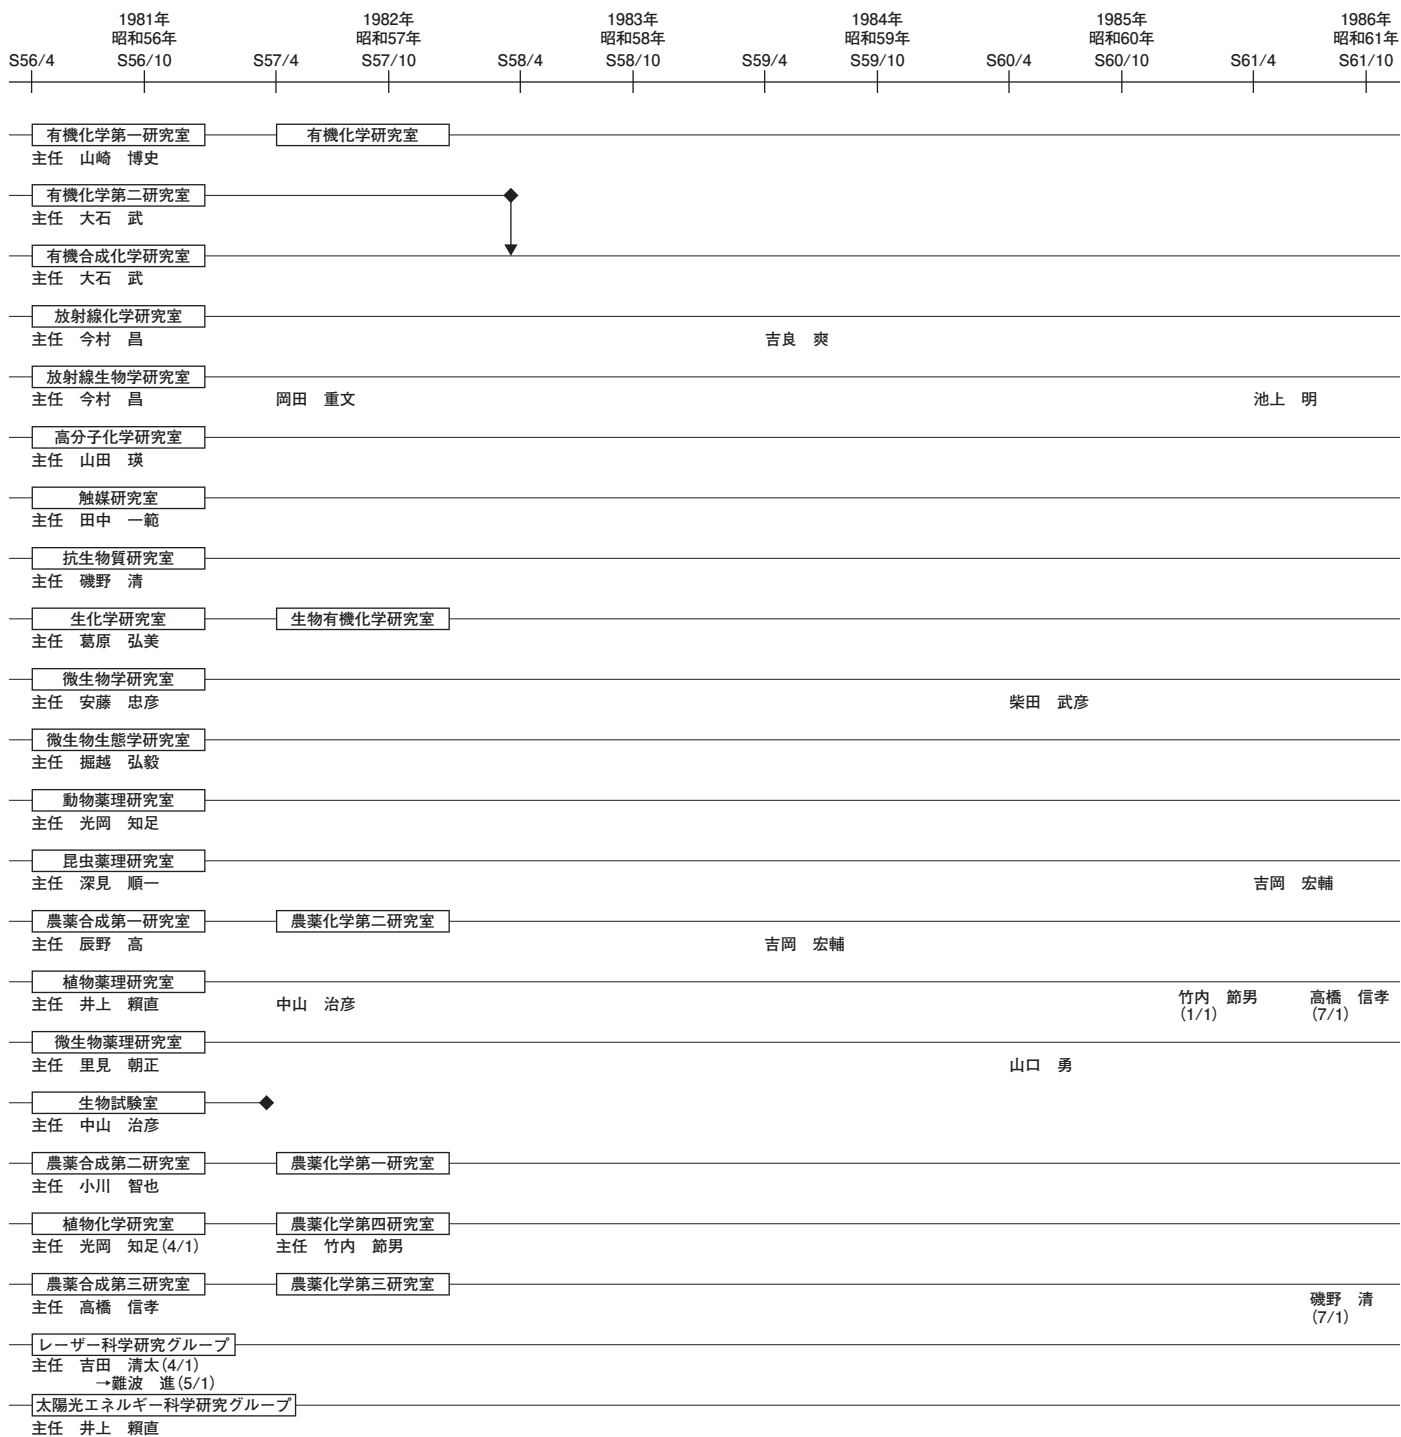 1981年 1982年 1983年 1984年 1985年 1986年
昭和56年 昭和57年 昭和58年 昭和59年 昭和60年 昭和61年
S56/4 S56/10 S57/4 S57/10 S58/4 S58/10 S59/4 S59/10 S60/4 S60/10 S61/4 S61/10
有機化学第一研究室 有機化学研究室
主任 山崎 博史
有機化学第二研究室
主任 大石 武
有機合成化学研究室
主任 大石 武
放射線化学研究室
主任 今村 昌 吉良 爽
放射線生物学研究室
主任 今村 昌 岡田 重文 池上 明
高分子化学研究室
主任 山田 瑛
触媒研究室
主任 田中 一範
抗生物質研究室
主任 磯野 清
生化学研究室 生物有機化学研究室
主任 葛原 弘美
微生物学研究室
主任 安藤 忠彦 柴田 武彦
微生物生態学研究室
主任 掘越 弘毅
動物薬理研究室
主任 光岡 知足
昆虫薬理研究室
主任 深見 順一 吉岡 宏輔
農薬合成第一研究室 農薬化学第二研究室
主任 辰野 高 吉岡 宏輔
植物薬理研究室
主任 井上 頼直 中山 治彦 竹内 節男 高橋 信孝
(1/1) (7/1)
微生物薬理研究室
主任 里見 朝正 山口 勇
生物試験室
主任 中山 治彦
農薬合成第二研究室 農薬化学第一研究室
主任 小川 智也
植物化学研究室 農薬化学第四研究室
主任 光岡 知足(4/1) 主任 竹内 節男
農薬合成第三研究室 農薬化学第三研究室
主任 高橋 信孝 磯野 清
(7/1)
レーザー科学研究グループ
主任 吉田 清太(4/1)
→難波 進(5/1)
太陽光エネルギー科学研究グループ
主任 井上 頼直